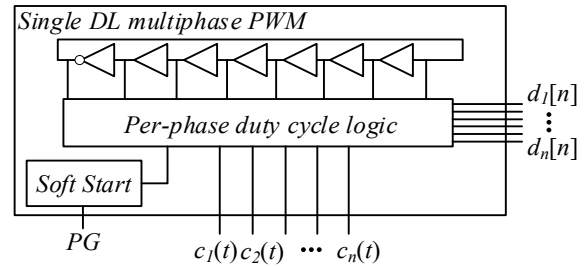 Single DL multiphase PWM
d1[n]
Per-phase duty cycle logic
dn[n]
Soft Start
PG
c1(t) c2(t) ••• cn(t)